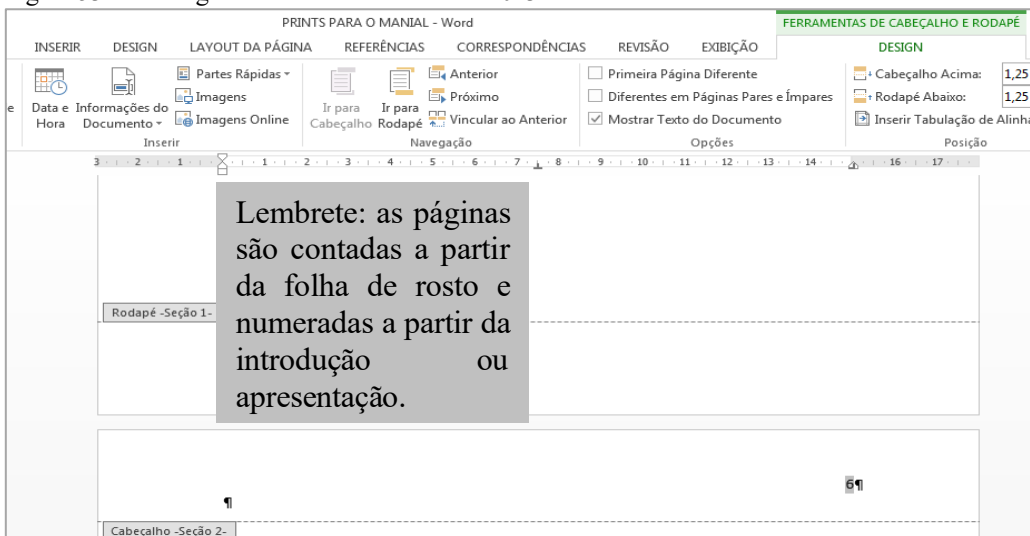 PRINTS PARA O MANIAL - Word
FERRAMENTAS DE CABEÇALHO E RODAPÉ
INSERIR DESIGN LAYOUT DA PÁGINA REFERÊNCIAS CORRESPONDÊNCIAS REVISÃO EXIBIÇÃO DESIGN
Partes Rápidas
Imagens
Imagens Online
Data e Hora
Informações do Documento
Inserir
Ir para Cabeçalho
Ir para Rodapé
Anterior
Próximo
Vincular ao Anterior
Navegação
Primeira Página Diferente
Diferentes em Páginas Pares e Ímpares
Mostrar Texto do Documento
Opções
Cabeçalho Acima: 1,25
Rodapé Abaixo: 1,25
Inserir Tabulação de Alinha
Posição
3 2 1 1 2 3 4 5 6 7 8 9 10 11 12 13 14 16 17
Lembrete: as páginas
são contadas a partir
da folha de rosto e
numeradas a partir da
introdução ou
apresentação.
Rodapé -Seção 1-
6¶
¶
Cabeçalho -Seção 2-